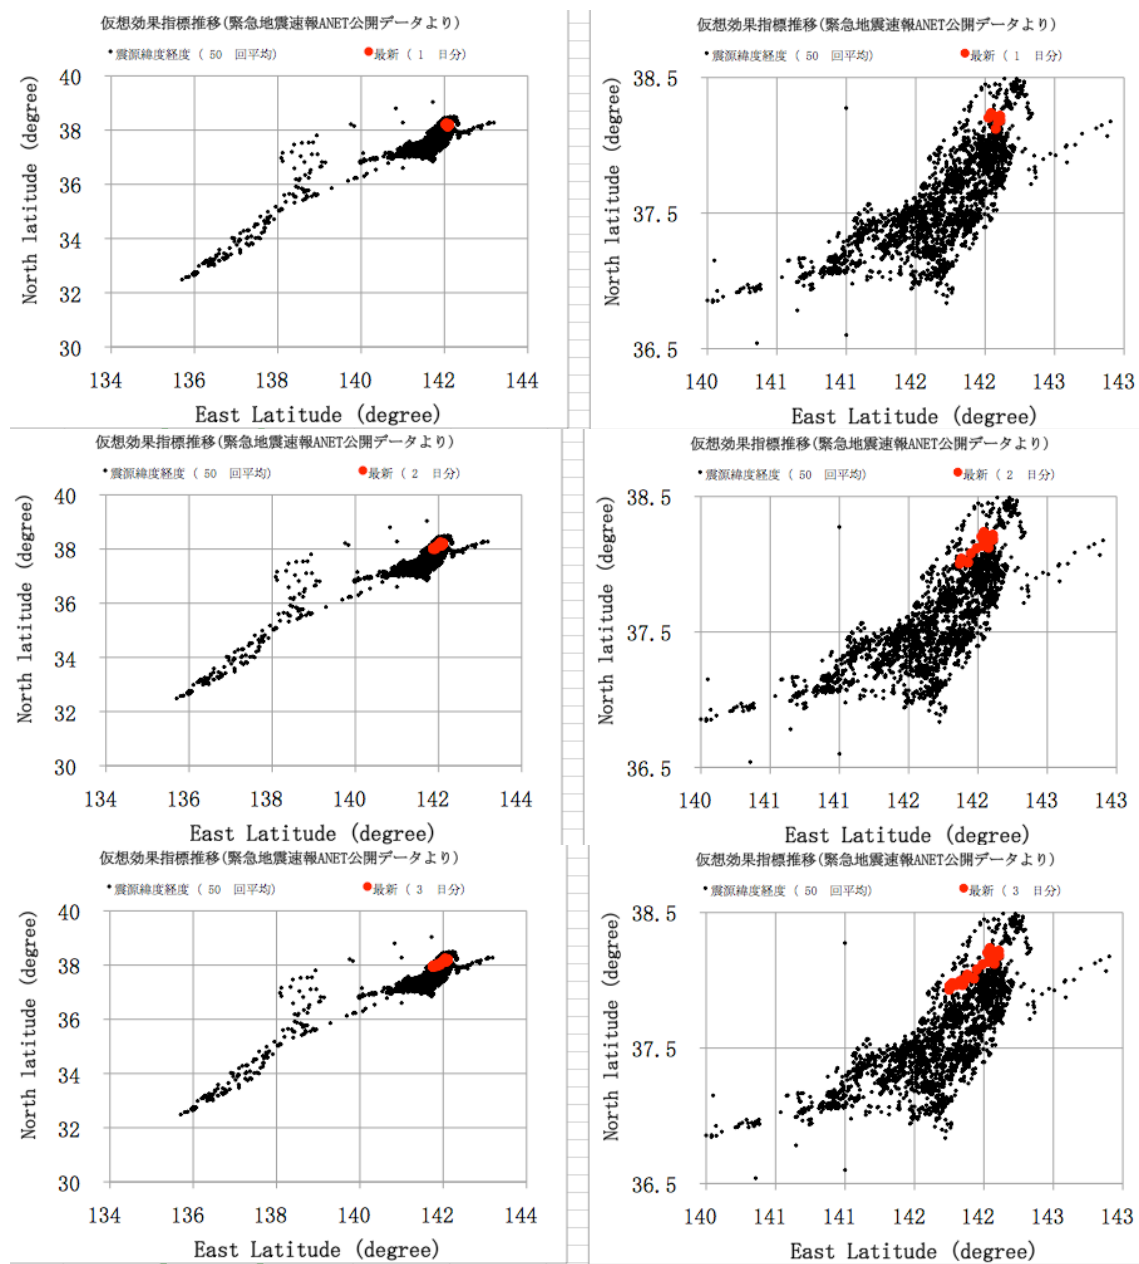 仮想効果指標推移(緊急地震速報ANET公開データより)
震源緯度経度 ( 50 回平均)
最新 ( 1 日分)
North latitude (degree)
40
38
36
34
32
30
134 136 138 140 142 144
East Latitude (degree)
仮想効果指標推移(緊急地震速報ANET公開データより)
震源緯度経度 ( 50 回平均)
最新 ( 1 日分)
North latitude (degree)
38.5
37.5
36.5
140 141 141 142 142 143 143
East Latitude (degree)
仮想効果指標推移(緊急地震速報ANET公開データより)
震源緯度経度 ( 50 回平均)
最新 ( 2 日分)
North latitude (degree)
40
38
36
34
32
30
134 136 138 140 142 144
East Latitude (degree)
仮想効果指標推移(緊急地震速報ANET公開データより)
震源緯度経度 ( 50 回平均)
最新 ( 2 日分)
North latitude (degree)
38.5
37.5
36.5
140 141 141 142 142 143 143
East Latitude (degree)
仮想効果指標推移(緊急地震速報ANET公開データより)
震源緯度経度 ( 50 回平均)
最新 ( 3 日分)
North latitude (degree)
40
38
36
34
32
30
134 136 138 140 142 144
East Latitude (degree)
仮想効果指標推移(緊急地震速報ANET公開データより)
震源緯度経度 ( 50 回平均)
最新 ( 3 日分)
North latitude (degree)
38.5
37.5
36.5
140 141 141 142 142 143 143
East Latitude (degree)